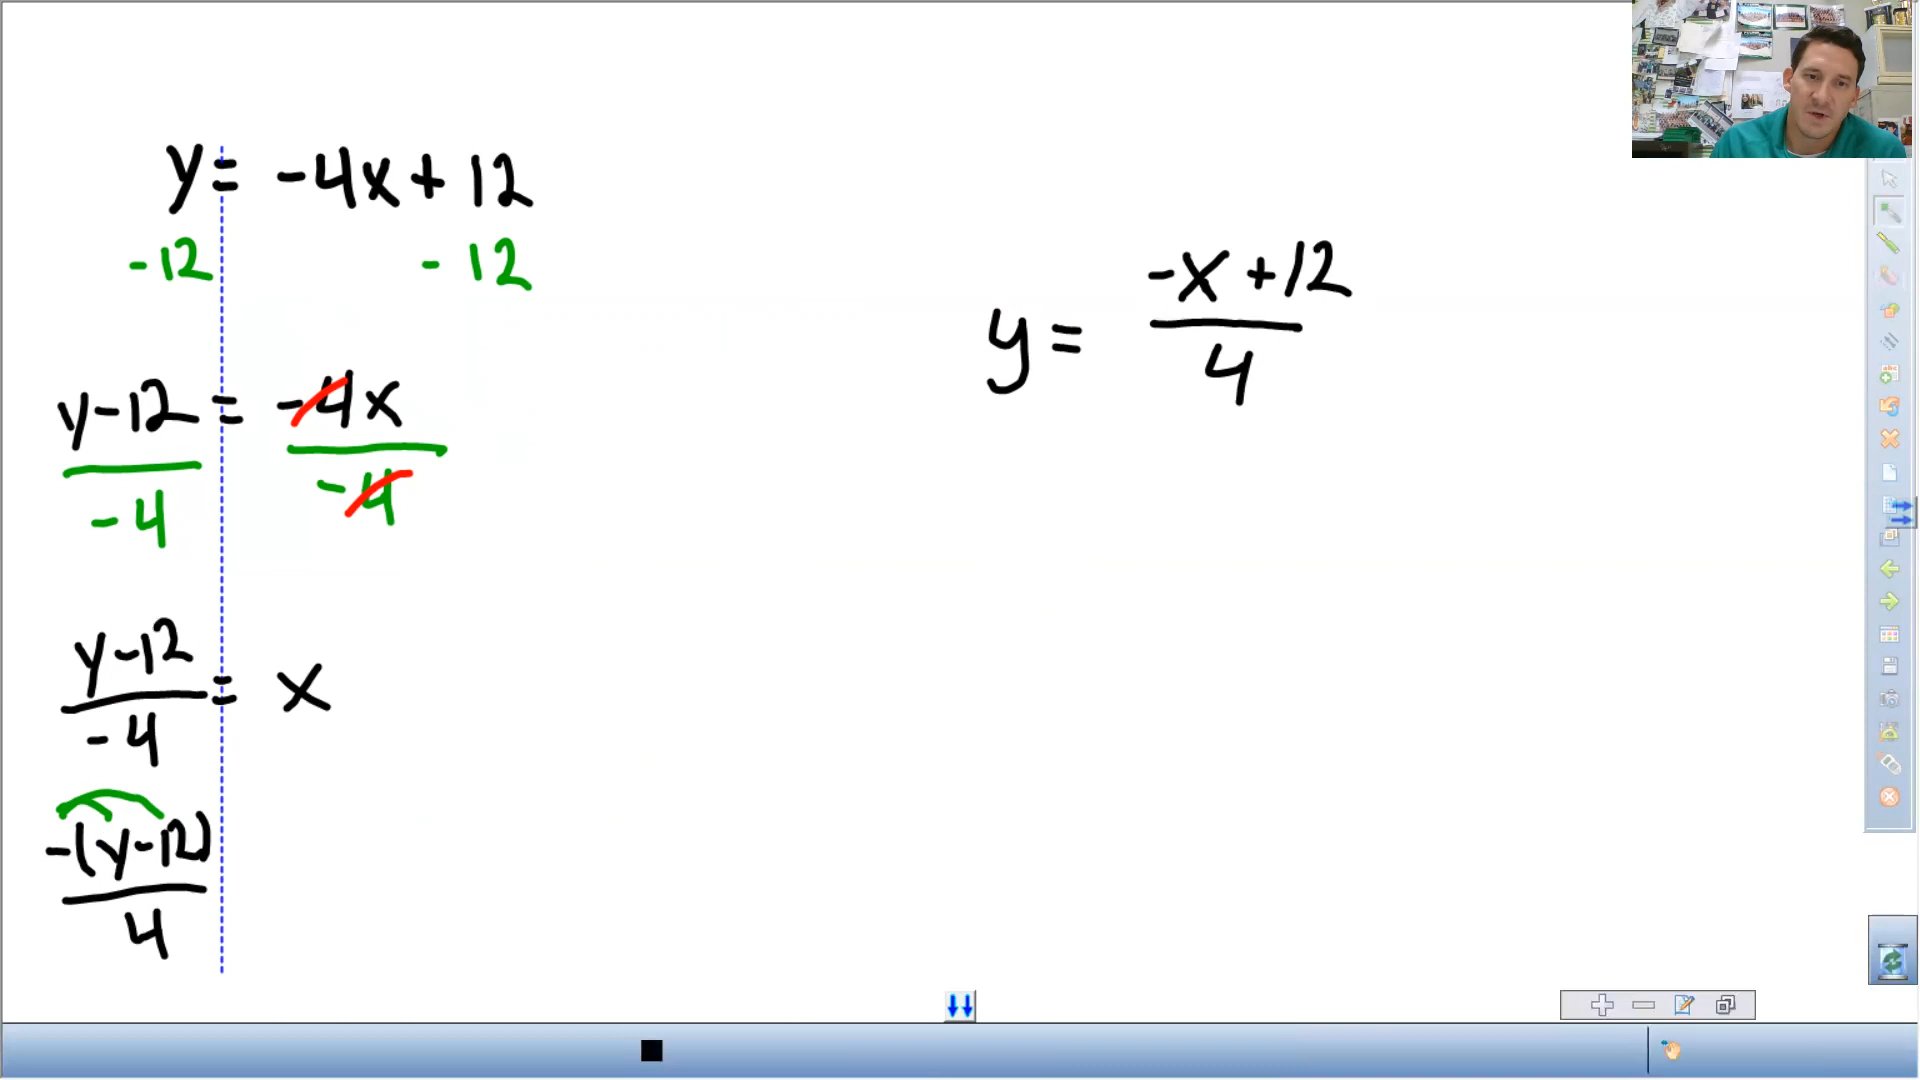 y = -4x + 12
-12 - 12
y-12 = -4x
-4 -4
y-12 = x
-4
-(y-12)
4
y = -x +12
4